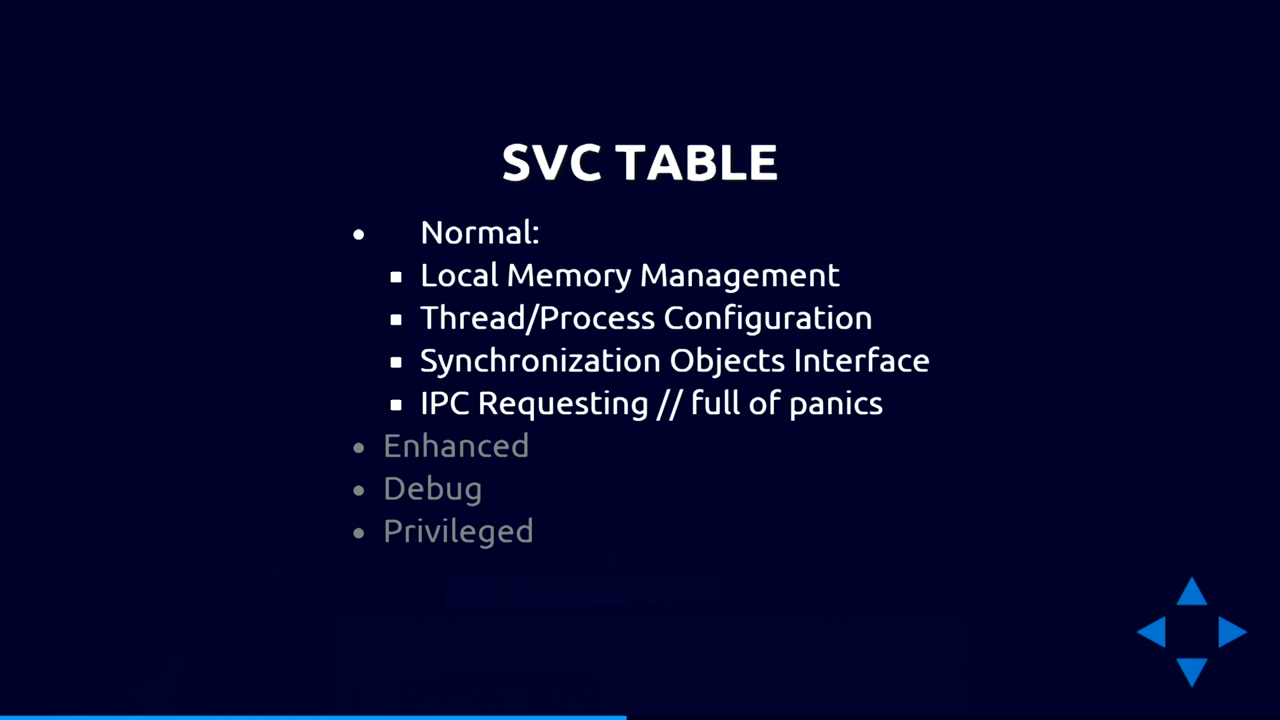 SVC TABLE
Normal:
Local Memory Management
Thread/Process Configuration
Synchronization Objects Interface
IPC Requesting // full of panics
Enhanced
Debug
Privileged